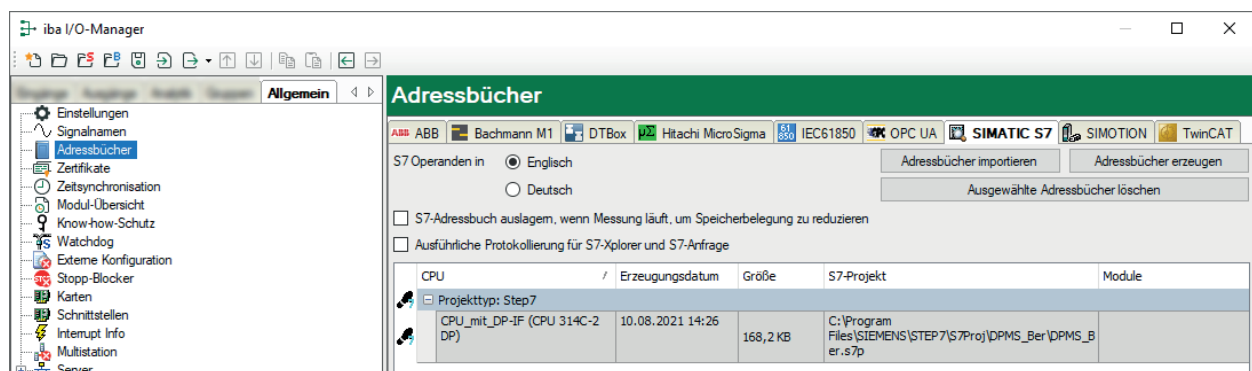 iba I/O-Manager
Allgemein
Einstellungen
Signalnamen
Adressbücher
Zertifikate
Zeitsynchronisation
Modul-Übersicht
Know-how-Schutz
Watchdog
Externe Konfiguration
Stopp-Blocker
Karten
Schnittstellen
Interrupt Info
Multistation
Server
Adressbücher
ABB ABB Bachmann M1 DTBox µΣ Hitachi MicroSigma 61 850 IEC61850 OPC UA SIMATIC S7 SIMOTION TwinCAT
S7 Operanden in Englisch Adressbücher importieren Adressbücher erzeugen
Deutsch Ausgewählte Adressbücher löschen
S7-Adressbuch auslagern, wenn Messung läuft, um Speicherbelegung zu reduzieren
Ausführliche Protokollierung für S7-Xplorer und S7-Anfrage
CPU / Erzeugungsdatum Größe S7-Projekt Module
Projekttyp: Step7
CPU_mit_DP-IF (CPU 314C-2 DP) 10.08.2021 14:26 168,2 KB C:\Program Files\SIEMENS\STEP7\S7Proj\DPMS_Ber\DPMS_Ber.s7p